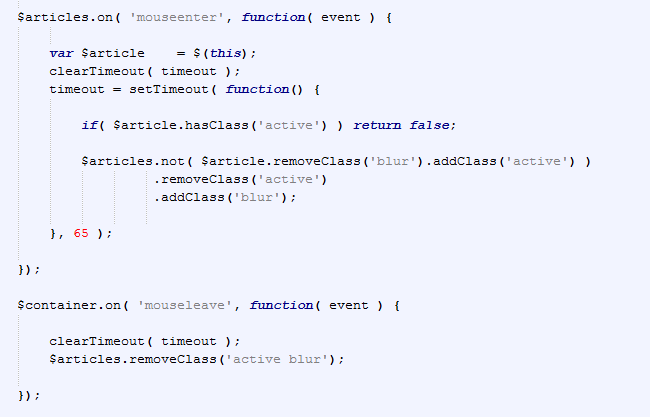 $articles.on( 'mouseenter', function( event ) {
var $article    = $(this);
clearTimeout( timeout );
timeout = setTimeout( function() {
if( $article.hasClass('active') ) return false;
$articles.not( $article.removeClass('blur').addClass('active') )
.removeClass('active')
.addClass('blur');
}, 65 );
});
$container.on( 'mouseleave', function( event ) {
clearTimeout( timeout );
$articles.removeClass('active blur');
});